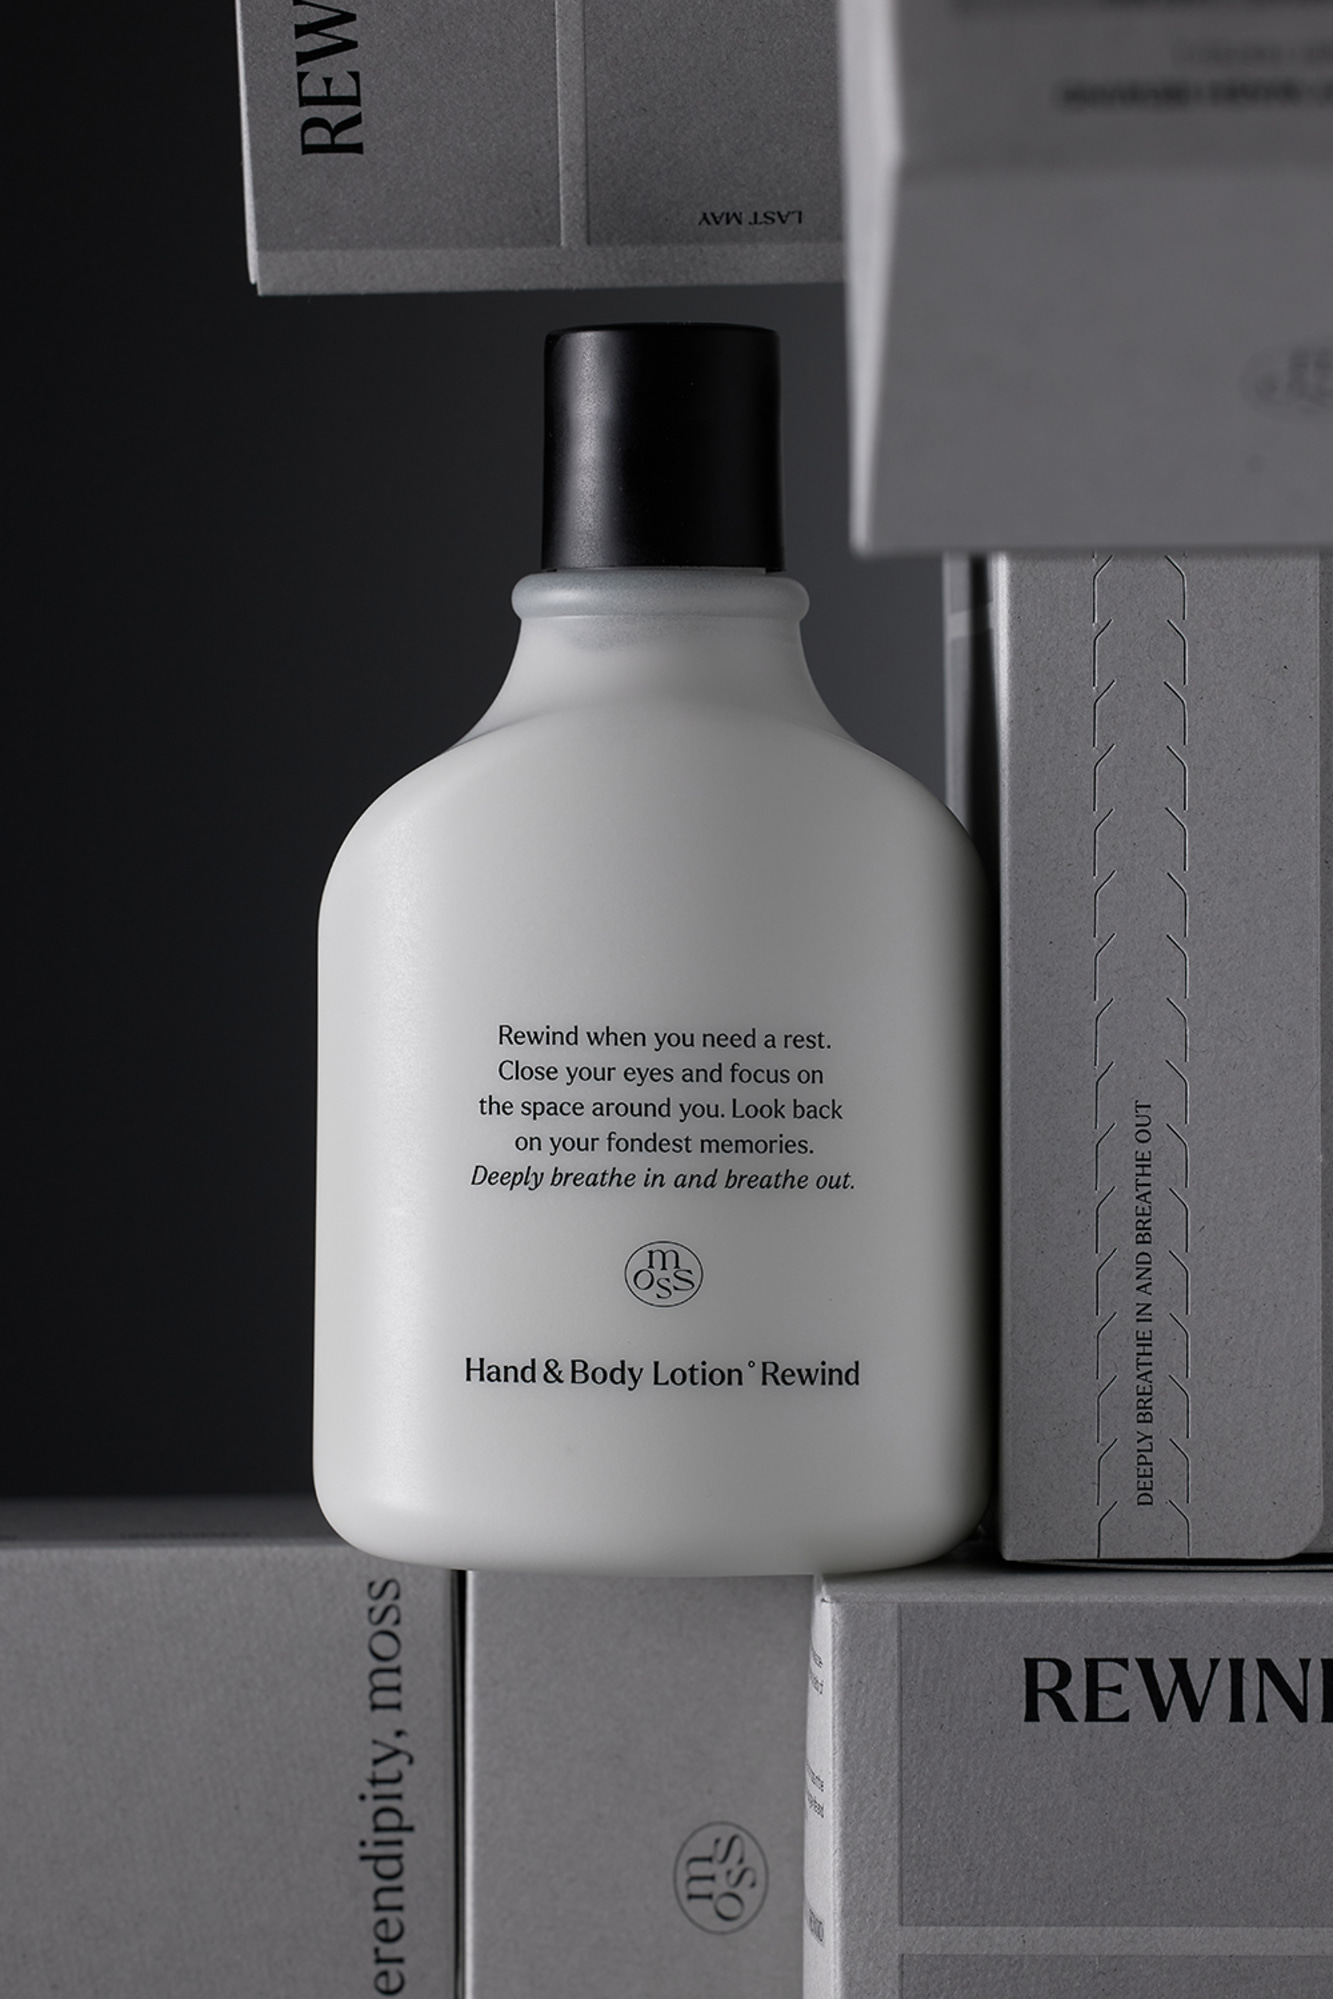 REW
LAST MAY
Rewind when you need a rest.
Close your eyes and focus on
the space around you. Look back
on your fondest memories.
Deeply breathe in and breathe out.
moss
Hand & Body Lotion° Rewind
DEEPLY BREATHE IN AND BREATHE OUT
erendipity, moss
moss
REWIND